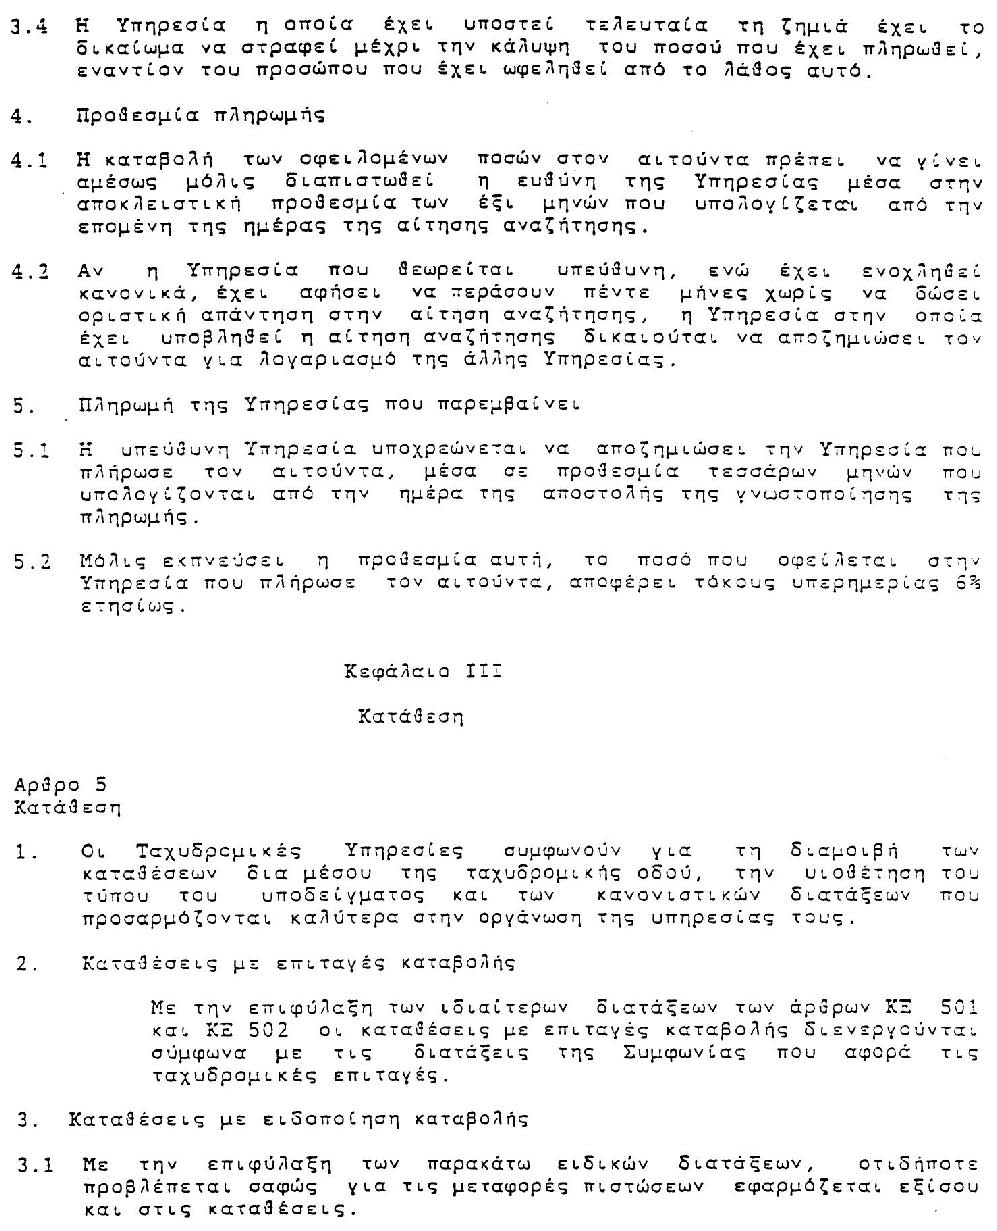 3.4 Η Υπηρεσία η οποία έχει υποστεί τελευταία τη ζημιά έχει το
δικαίωμα να στραφεί μέχρι την κάλυψη του ποσού που έχει πληρωθεί,
εναντίον του προσώπου που έχει ωφεληθεί από το λάθος αυτό.
4. Προθεσμία πληρωμής
4.1 Η καταβολή των οφειλομένων ποσών στον αιτούντα πρέπει να γίνει
αμέσως μόλις διαπιστωθεί η ευθύνη της Υπηρεσίας μέσα στην
αποκλειστική προθεσμία των έξι μηνών που υπολογίζεται από την
επομένη της ημέρας της αίτησης αναζήτησης.
4.2 Αν η Υπηρεσία που θεωρείται υπεύθυνη, ενώ έχει ενοχληθεί
κανονικά, έχει αφήσει να περάσουν πέντε μήνες χωρίς να δώσει
οριστική απάντηση στην αίτηση αναζήτησης, η Υπηρεσία στην οποία
έχει υποβληθεί η αίτηση αναζήτησης δικαιούται να αποζημιώσει τον
αιτούντα για λογαριασμό της άλλης Υπηρεσίας.
5. Πληρωμή της Υπηρεσίας που παρεμβαίνει
5.1 Η υπεύθυνη Υπηρεσία υποχρεώνεται να αποζημιώσει την Υπηρεσία που
πλήρωσε τον αιτούντα, μέσα σε προθεσμία τεσσάρων μηνών που
υπολογίζονται από την ημέρα της αποστολής της γνωστοποίησης της
πληρωμής.
5.2 Μόλις εκπνεύσει η προθεσμία αυτή, το ποσό που οφείλεται στην
Υπηρεσία που πλήρωσε τον αιτούντα, αποφέρει τόκους υπερημερίας 6%
ετησίως.
Κεφάλαιο III
Κατάθεση
Αρθρο 5
Κατάθεση
1. Οι Ταχυδρομικές Υπηρεσίες συμφωνούν για τη διαμοιβή των
καταθέσεων δια μέσου της ταχυδρομικής οδού, την υιοθέτηση του
τύπου του υποδείγματος και των κανονιστικών διατάξεων που
προσαρμόζονται καλύτερα στην οργάνωση της υπηρεσίας τους.
2. Καταθέσεις με επιταγές καταβολής
Με την επιφύλαξη των ιδιαίτερων διατάξεων των άρθρων ΚΞ 501
και ΚΞ 502 οι καταθέσεις με επιταγές καταβολής διενεργούνται
σύμφωνα με τις διατάξεις της Συμφωνίας που αφορά τις
ταχυδρομικές επιταγές.
3. Καταθέσεις με ειδοποίηση καταβολής
3.1 Με την επιφύλαξη των παρακάτω ειδικών διατάξεων, οτιδήποτε
προβλέπεται σαφώς για τις μεταφορές πιστώσεων εφαρμόζεται εξίσου
και στις καταθέσεις.